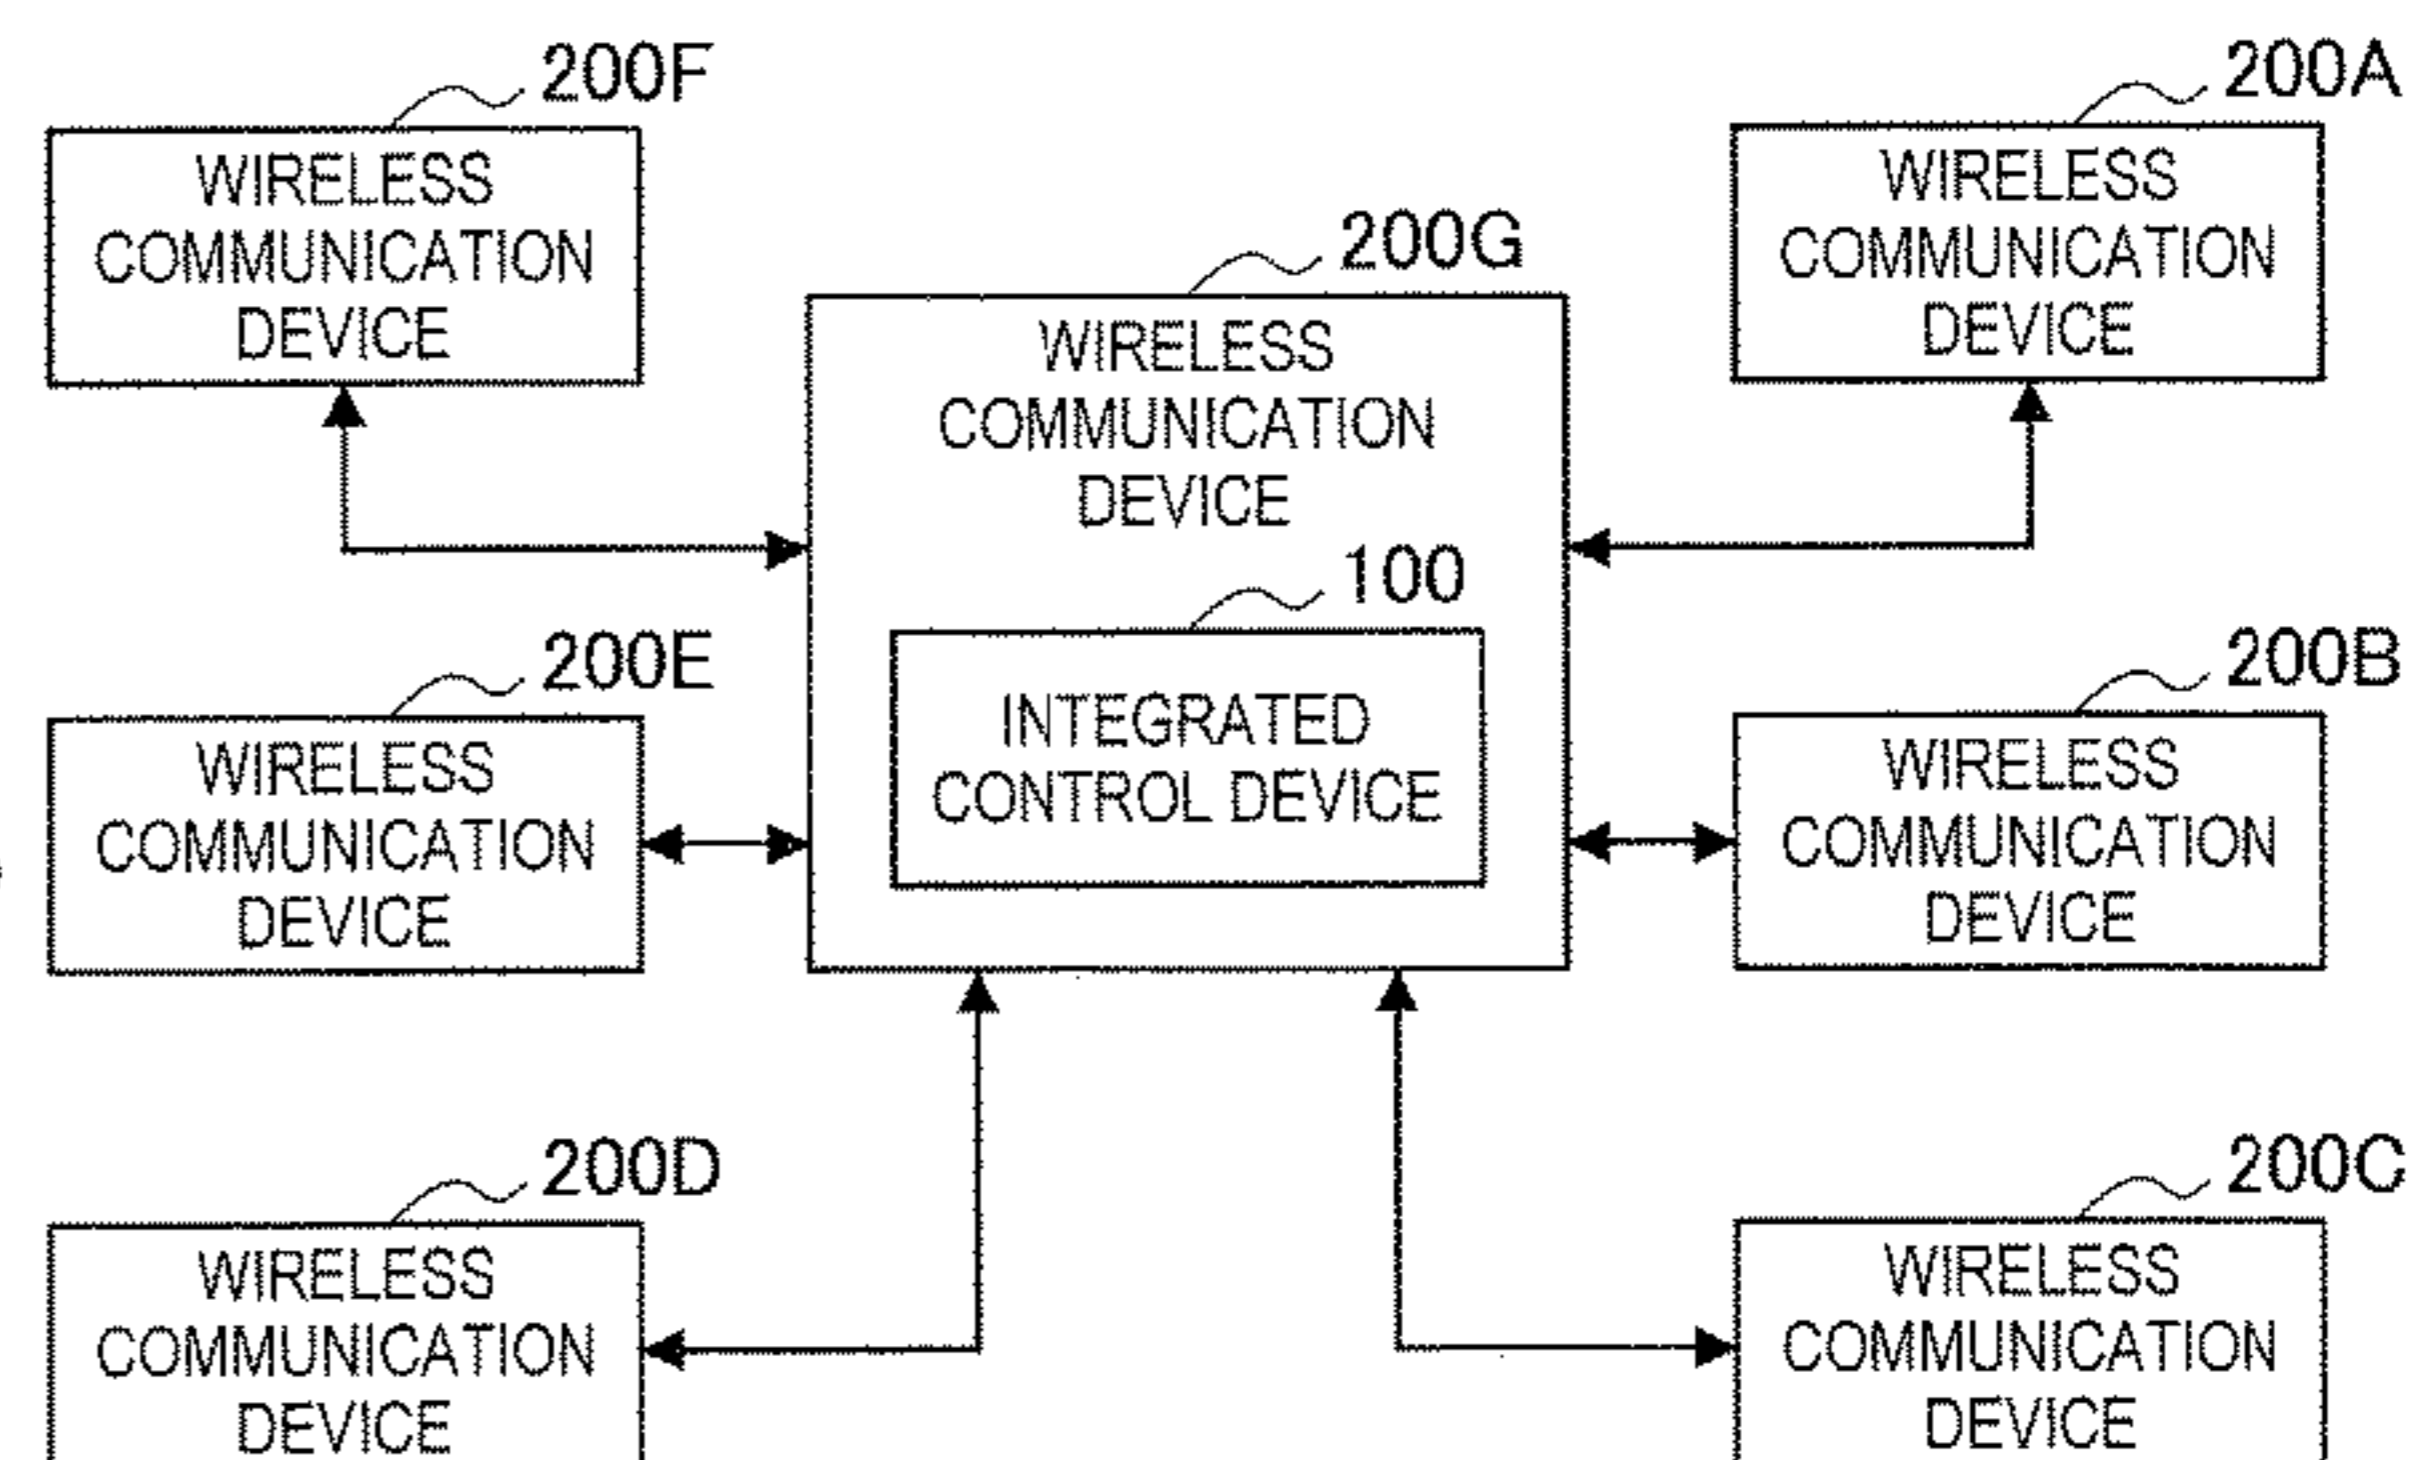 200F
WIRELESS
COMMUNICATION
DEVICE
200A
WIRELESS
COMMUNICATION
DEVICE
200G
WIRELESS
COMMUNICATION
DEVICE
100
INTEGRATED
CONTROL DEVICE
200E
WIRELESS
COMMUNICATION
DEVICE
200B
WIRELESS
COMMUNICATION
DEVICE
200D
WIRELESS
COMMUNICATION
DEVICE
200C
WIRELESS
COMMUNICATION
DEVICE